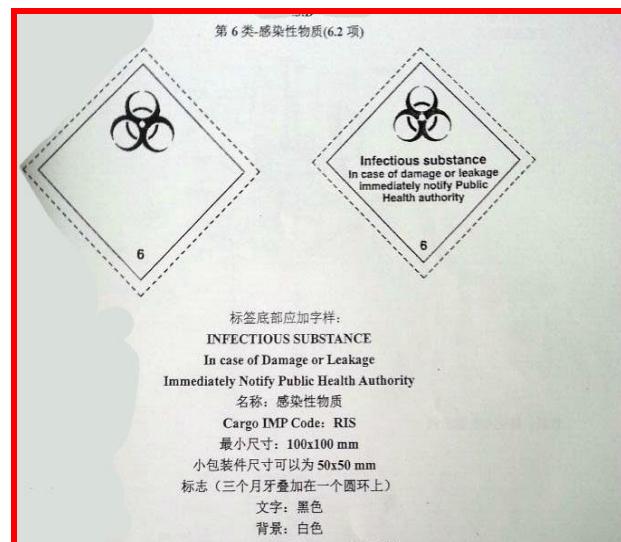 第 6 类-感染性物质(6.2 项)
Infectious substance
In case of damage or leakage
immediately notify Public
Health authority
6
6
标签底部应加字样：
INFECTIOUS SUBSTANCE
In case of Damage or Leakage
Immediately Notify Public Health Authority
名称：感染性物质
Cargo IMP Code：RIS
最小尺寸：100x100 mm
小包装件尺寸可以为 50x50 mm
标志（三个月牙叠加在一个圆环上）
文字：黑色
背景：白色